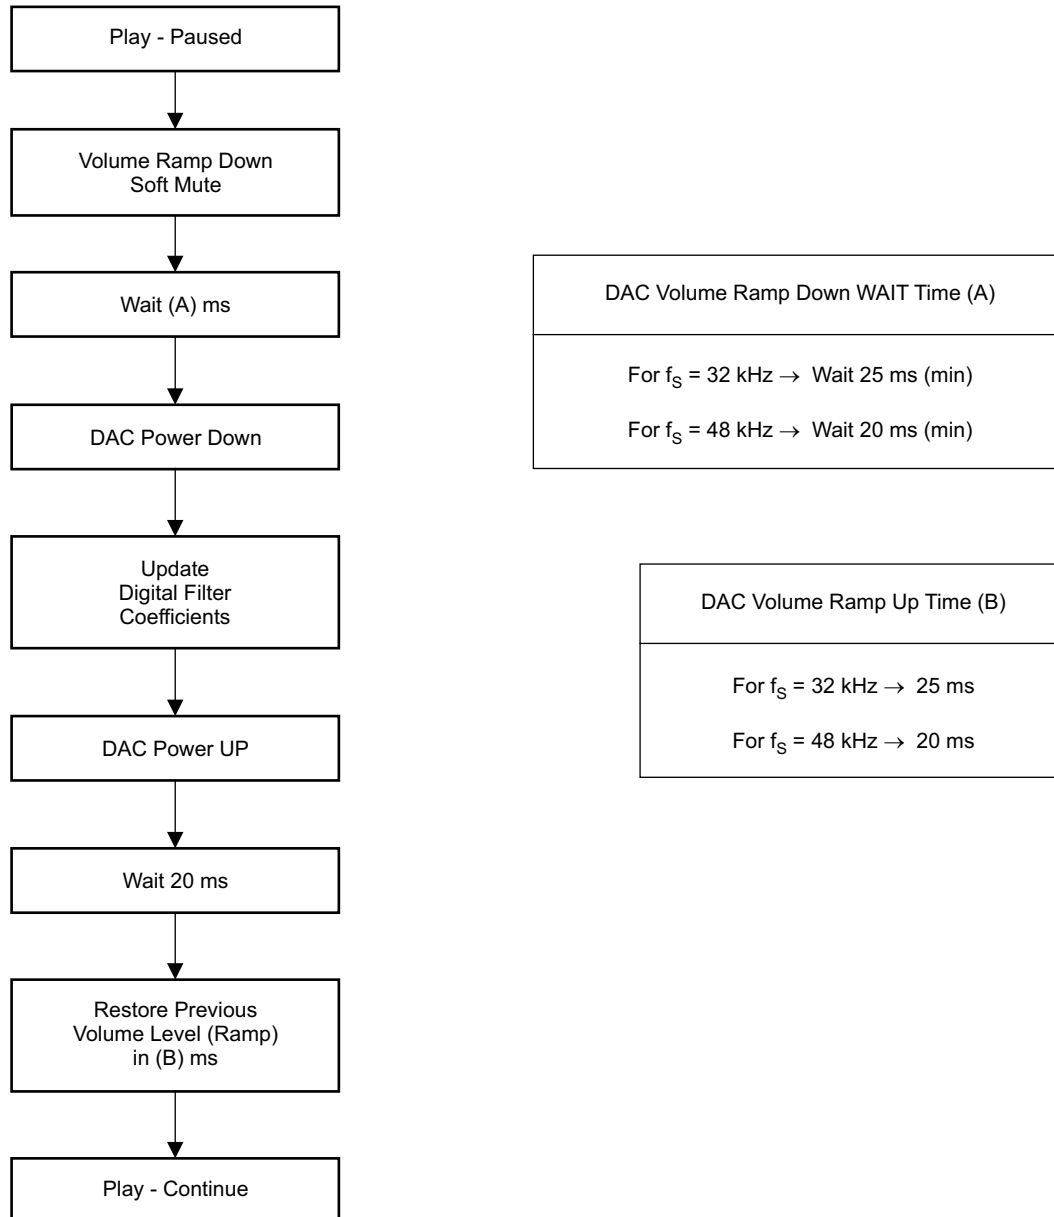 Play - Paused
Volume Ramp Down
Soft Mute
Wait (A) ms
DAC Power Down
Update
Digital Filter
Coefficients
DAC Power UP
Wait 20 ms
Restore Previous
Volume Level (Ramp)
in (B) ms
Play - Continue
DAC Volume Ramp Down WAIT Time (A)
For fS = 32 kHz → Wait 25 ms (min)
For fS = 48 kHz → Wait 20 ms (min)
DAC Volume Ramp Up Time (B)
For fS = 32 kHz → 25 ms
For fS = 48 kHz → 20 ms